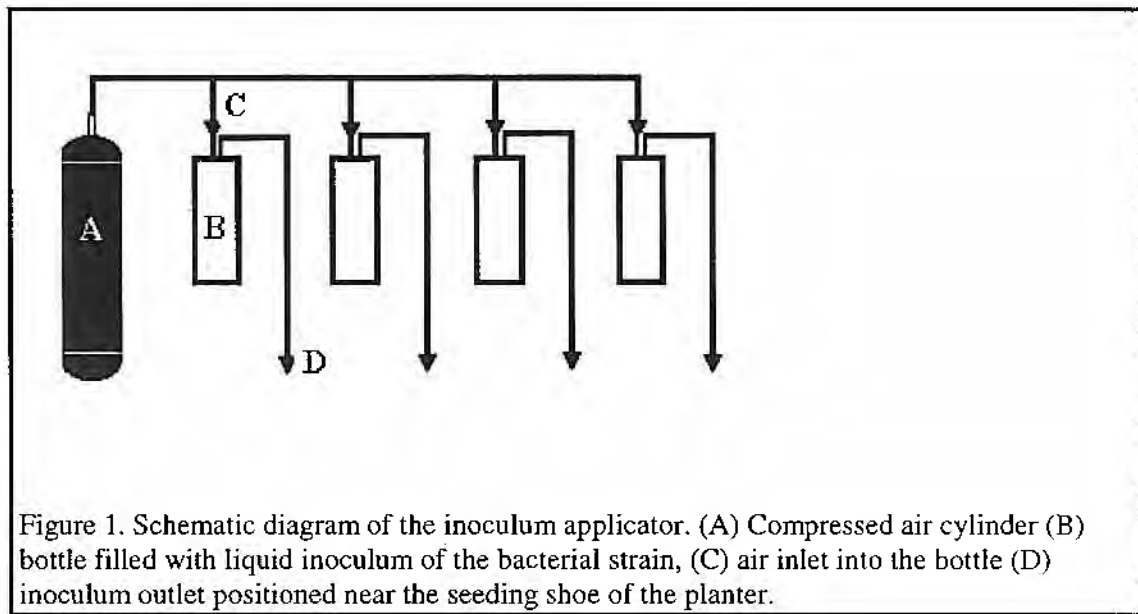 C
A
B
D
Figure 1. Schematic diagram of the inoculum applicator. (A) Compressed air cylinder (B)
bottle filled with liquid inoculum of the bacterial strain, (C) air inlet into the bottle (D)
inoculum outlet positioned near the seeding shoe of the planter.